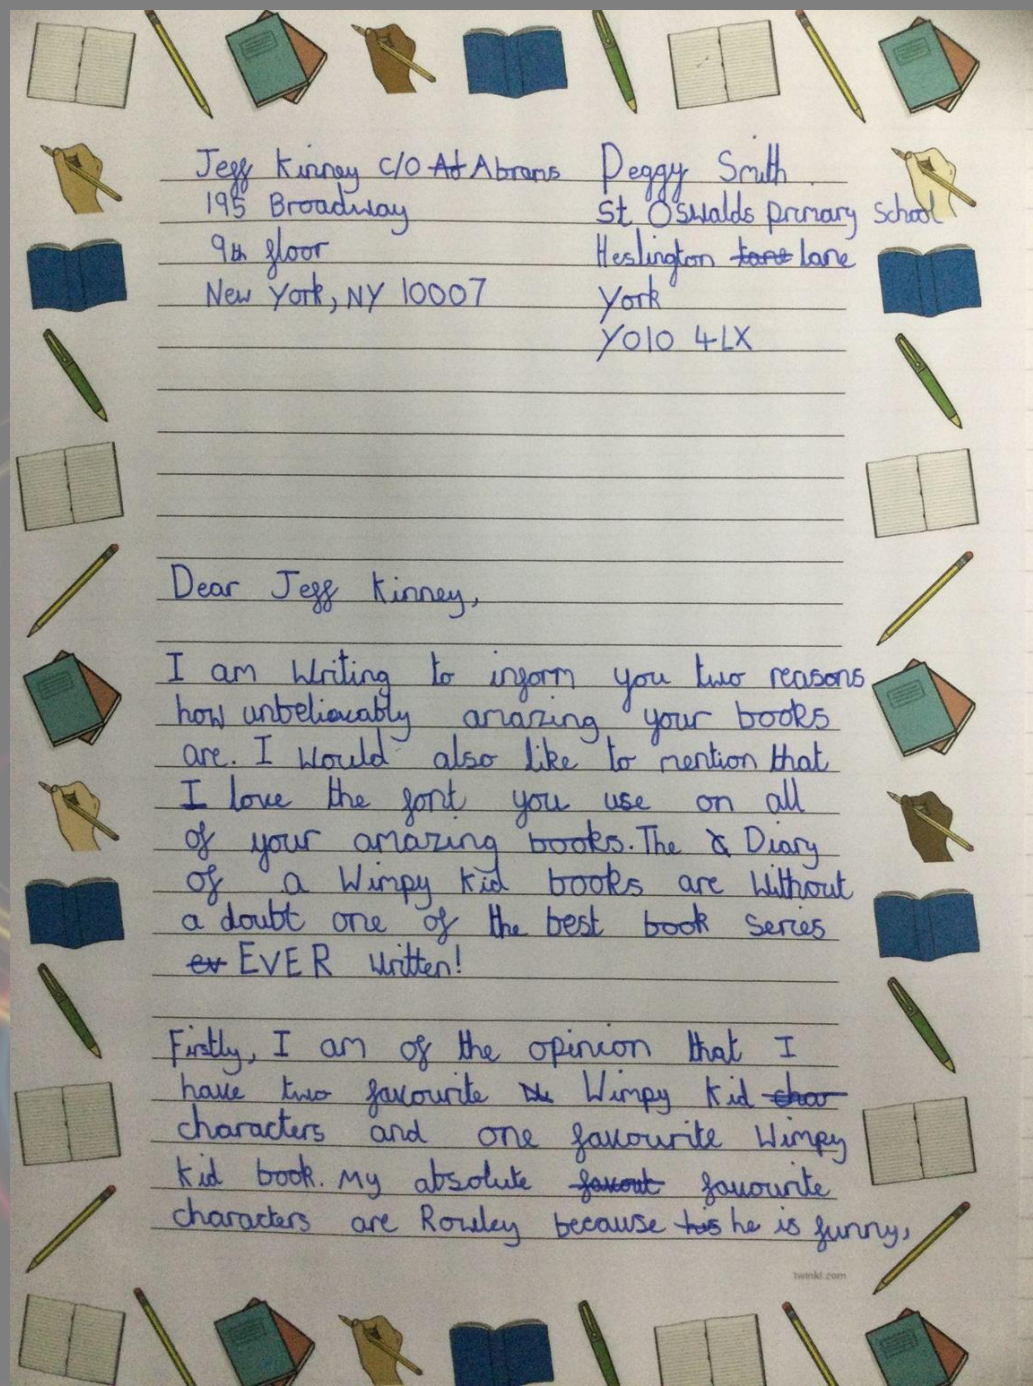 Jeff Kinney c/o At Abrams
195 Broadway
9th floor
New York, NY 10007
Peggy Smith
St Oswalds primary School
Heslington lane lane
York
YO10 4LX
Dear Jeff Kinney,
I am Writing to inform you two reasons
how unbelievably amazing your books
are. I would also like to mention that
I love the font you use on all
of your amazing books. The Diary
of a Wimpy Kid books are without
a doubt one of the best book series
ev EVER written!
Firstly, I am of the opinion that I
have two favourite Wimpy Kid char
characters and one favourite Wimpy
Kid book. My absolute favout favourite
characters are Rowley because his he is funny,
twinkl.com